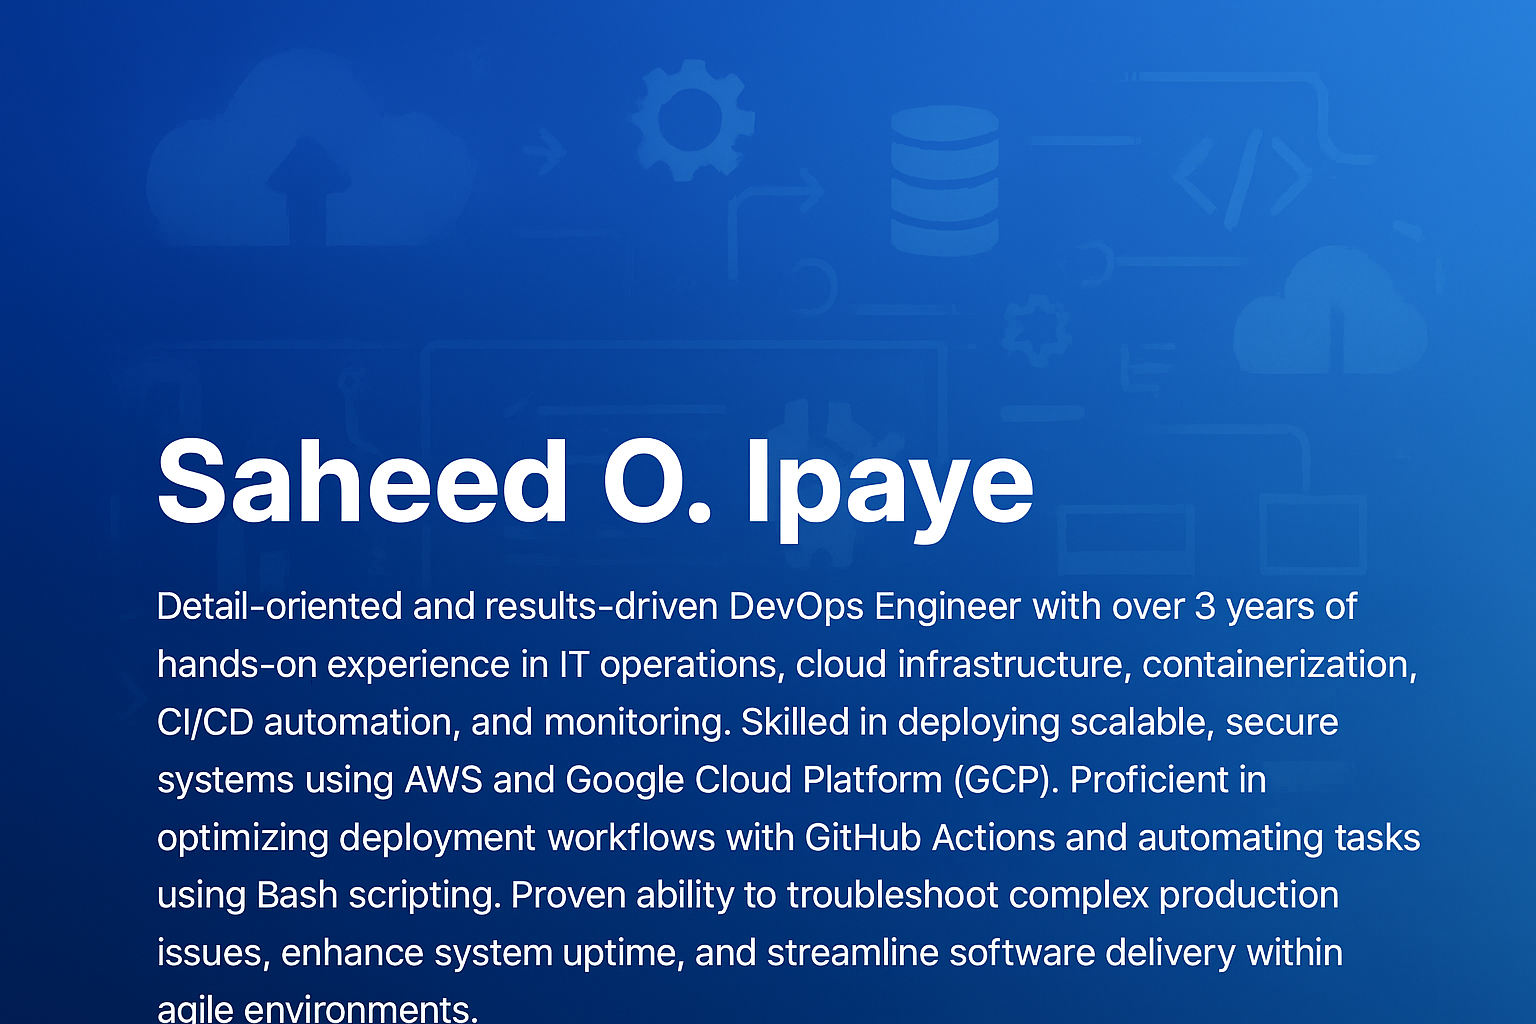 Saheed O. Ipaye
Detail-oriented and results-driven DevOps Engineer with over 3 years of
hands-on experience in IT operations, cloud infrastructure, containerization,
CI/CD automation, and monitoring. Skilled in deploying scalable, secure
systems using AWS and Google Cloud Platform (GCP). Proficient in
optimizing deployment workflows with GitHub Actions and automating tasks
using Bash scripting. Proven ability to troubleshoot complex production
issues, enhance system uptime, and streamline software delivery within
agile environments.